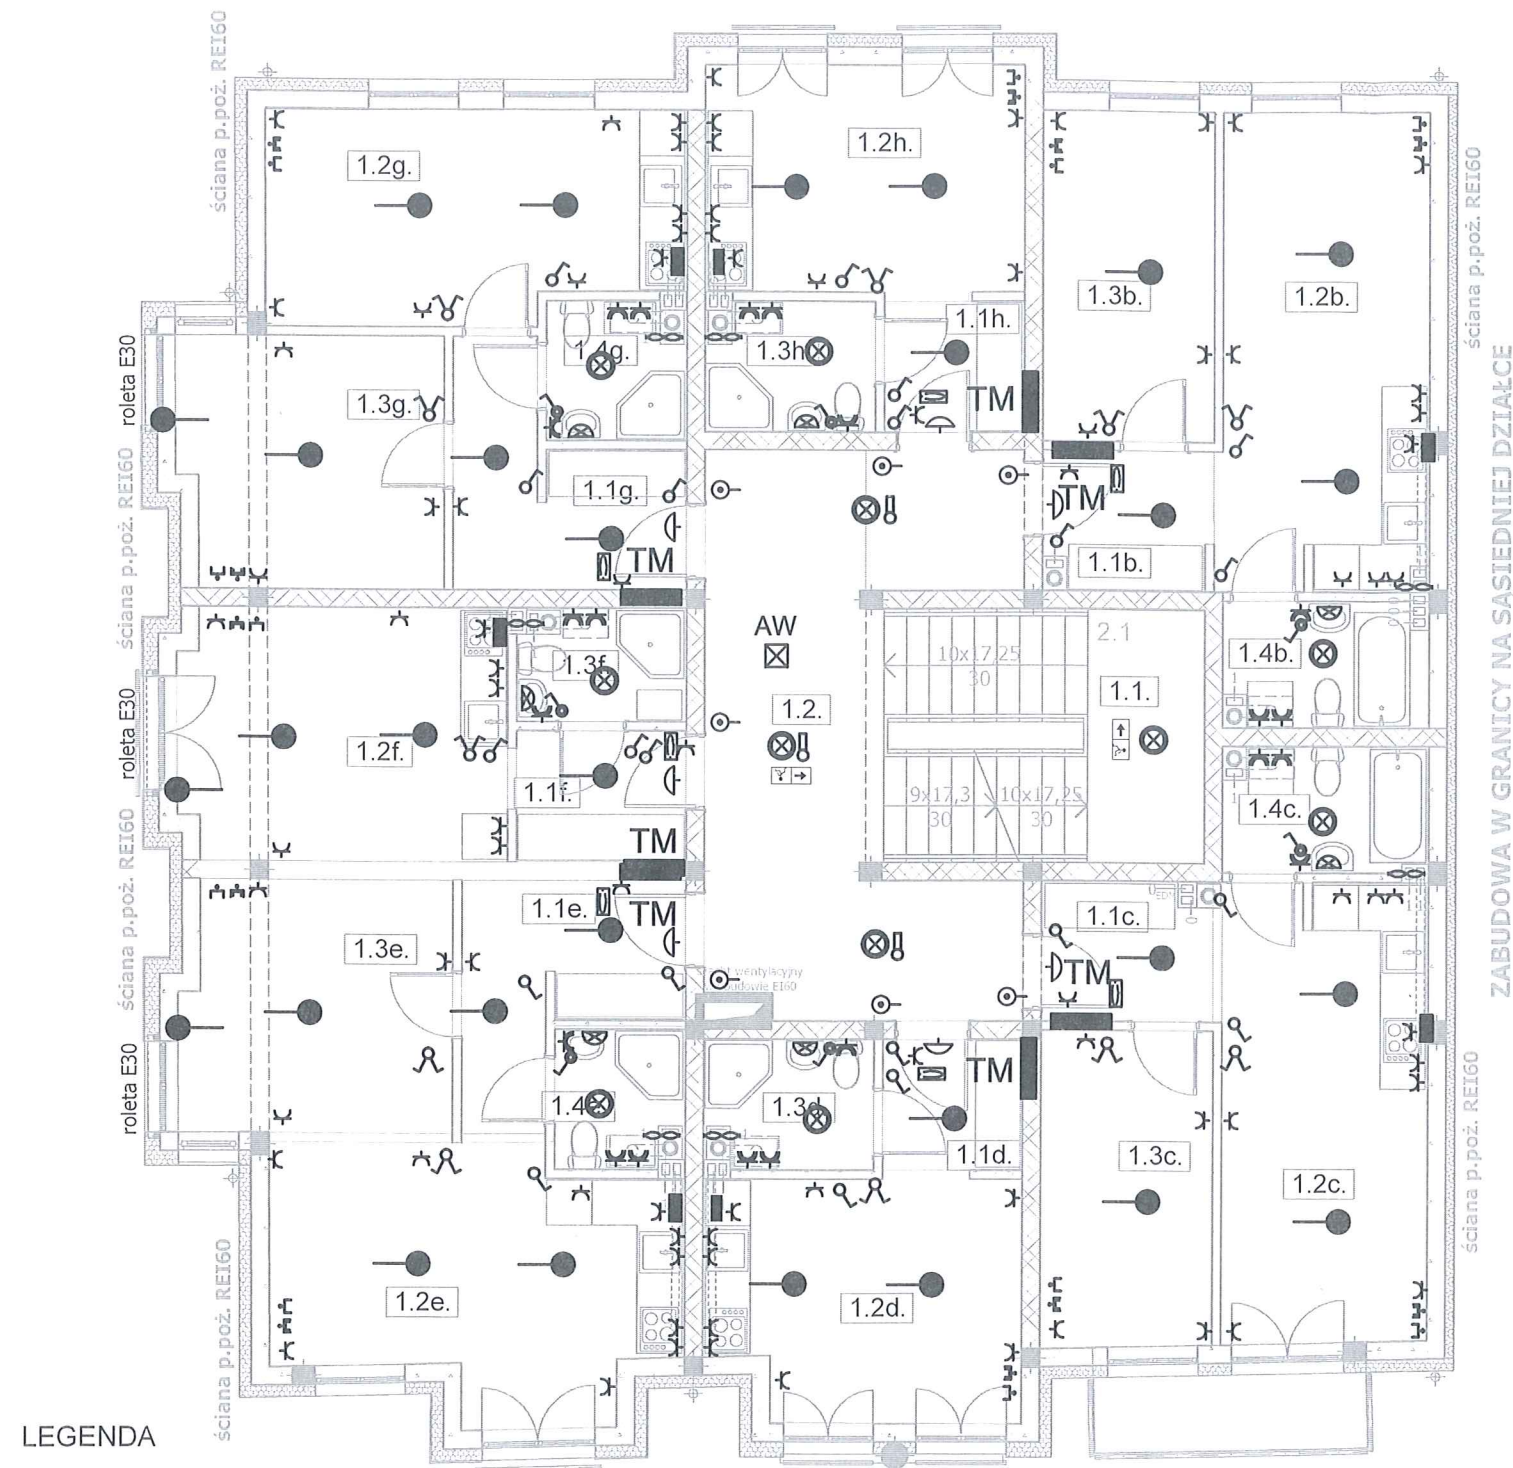 ściana p.poż. REI60
1.2g.
1.2h.
1.3b.
1.2b.
ściana p.poż. REI60
roleta E30
1.4g.
1.3h
1.1h.
TM
1.3g.
ściana p.poż. REI60
1.1g.
TM
TM
1.1b.
ZABUDOWA W GRANICY NA SĄSIEDNIEJ DZIAŁCE
AW
1.3f.
10x17,25
30
2.1
1.4b.
1.1.
1.2.
roleta E30
1.2f.
1.1f.
9x17,3
30
10x17,25
30
1.4c.
TM
ściana p.poż. REI60
1.1e.
TM
1.1c.
1.3e.
TM
wentylacyjny
budowie EI60
roleta E30
1.4
1.3d.
TM
1.1d.
1.3c.
1.2c.
ściana p.poż. REI60
1.2e.
1.2d.
ściana p.poż. REI60
LEGENDA